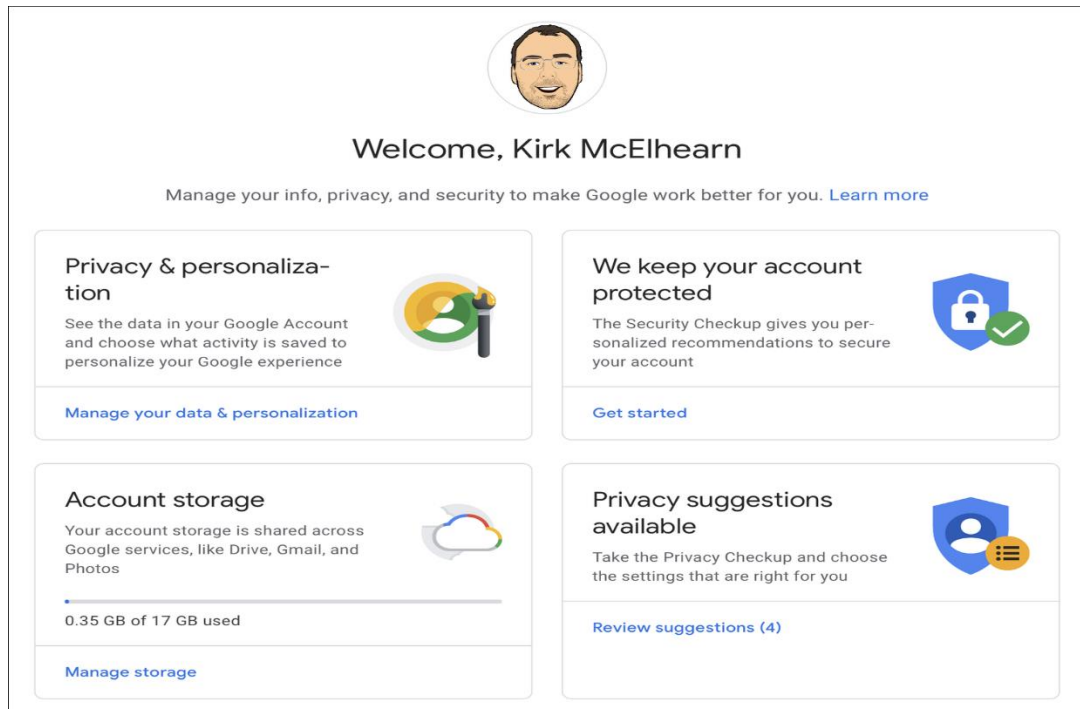 Welcome, Kirk McElhearn
Manage your info, privacy, and security to make Google work better for you. Learn more
Privacy & personaliza-
tion
See the data in your Google Account
and choose what activity is saved to
personalize your Google experience
Manage your data & personalization
We keep your account
protected
The Security Checkup gives you per-
sonalized recommendations to secure
your account
Get started
Account storage
Your account storage is shared across
Google services, like Drive, Gmail, and
Photos
0.35 GB of 17 GB used
Manage storage
Privacy suggestions
available
Take the Privacy Checkup and choose
the settings that are right for you
Review suggestions (4)